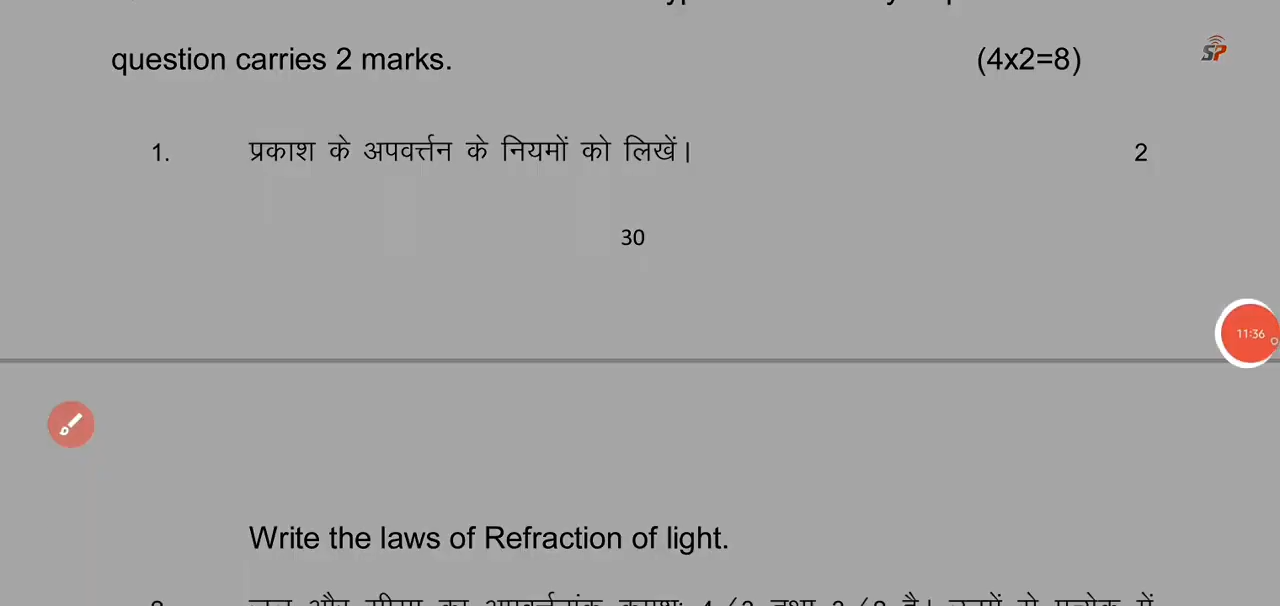 question carries 2 marks. (4x2=8)
SP
1. प्रकाश के अपवर्त्तन के नियमों को लिखें। 2
30
11:36
Write the laws of Refraction of light.